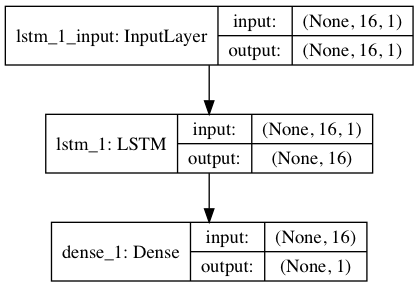 lstm_1_input: InputLayer
input: (None, 16, 1)
output: (None, 16, 1)
lstm_1: LSTM
input: (None, 16, 1)
output: (None, 16)
dense_1: Dense
input: (None, 16)
output: (None, 1)